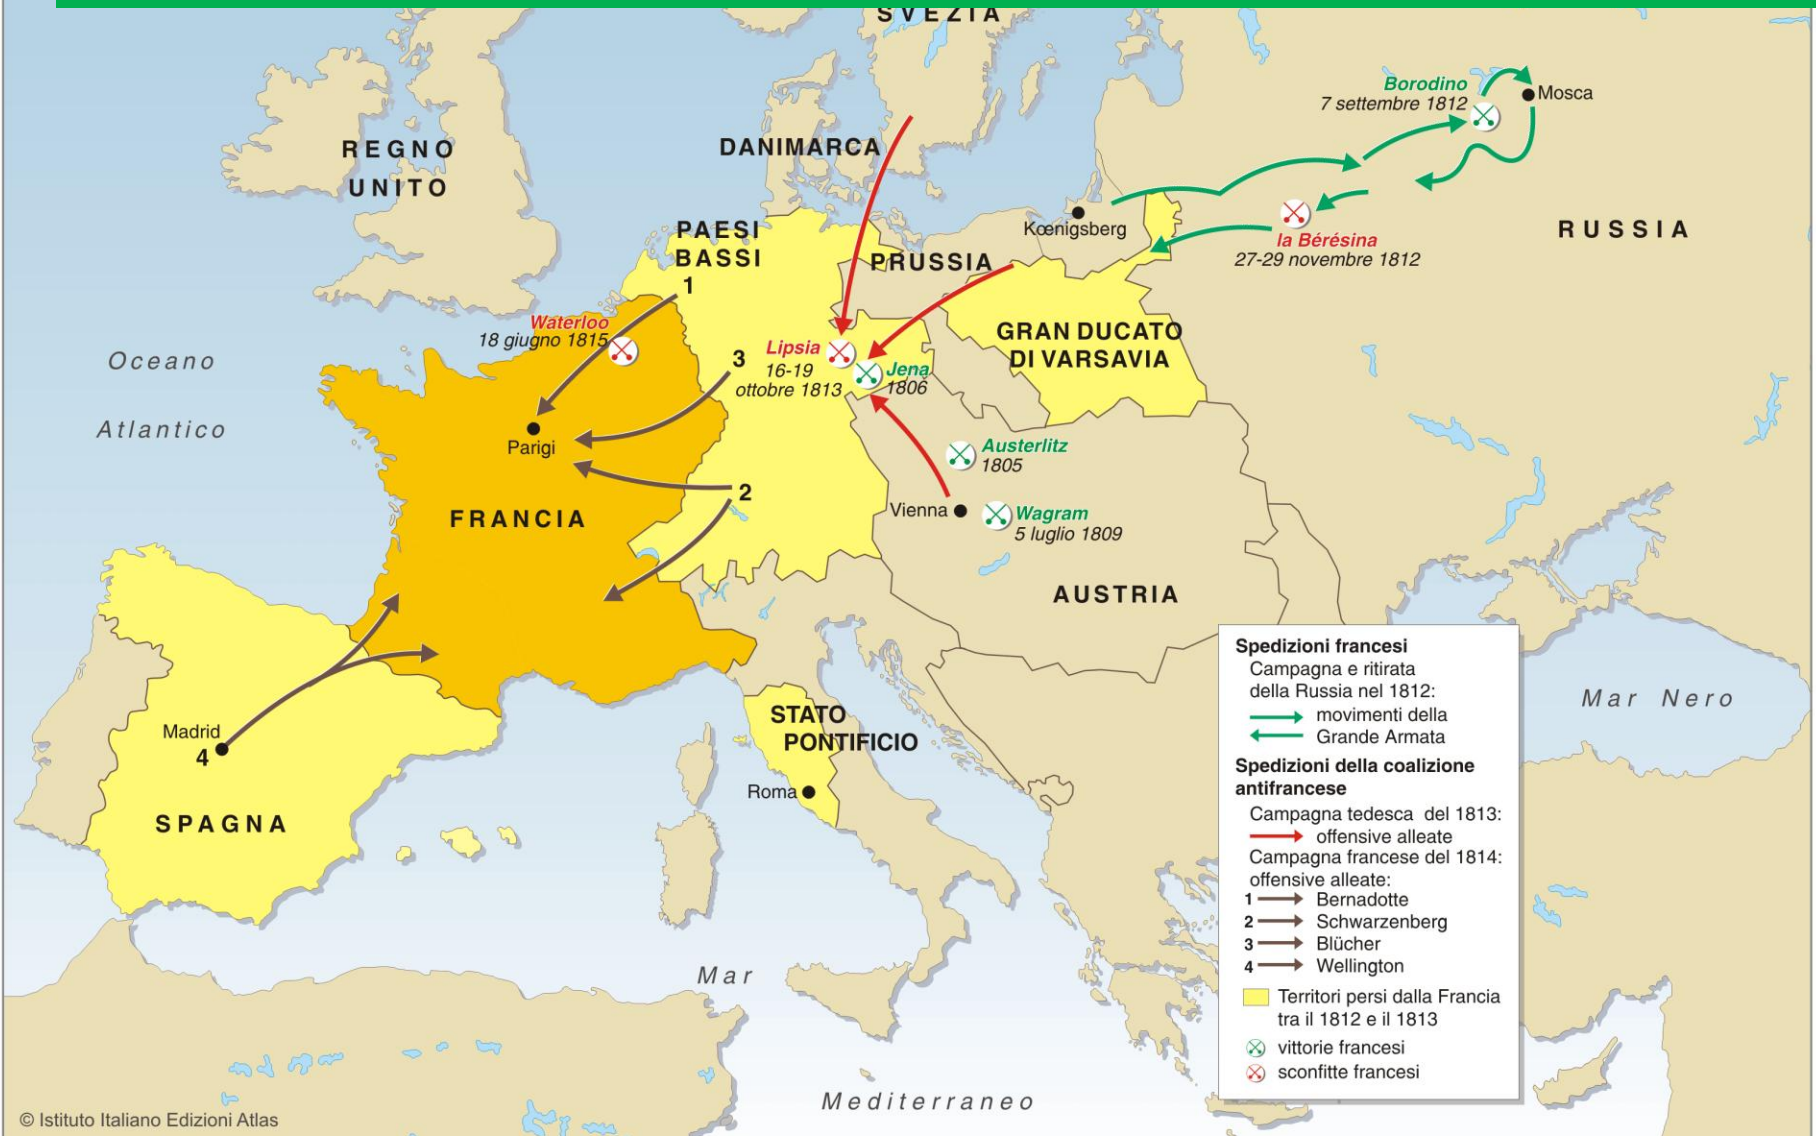 SVEZIA
Borodino
7 settembre 1812
Mosca
REGNO
UNITO
DANIMARCA
Kœnigsberg
la Bérésina
27-29 novembre 1812
RUSSIA
PAESI
BASSI
1
PRUSSIA
Waterloo
18 giugno 1815
Oceano
Atlantico
3
Lipsia
16-19
ottobre 1813
Jena
1806
GRAN DUCATO
DI VARSAVIA
Parigi
Austerlitz
1805
2
FRANCIA
Vienna
Wagram
5 luglio 1809
AUSTRIA
Madrid
4
SPAGNA
STATO
PONTIFICIO
Roma
Mar Nero
Mar
Mediterraneo
Spedizioni francesi
Campagna e ritirata
della Russia nel 1812:
movimenti della
Grande Armata
Spedizioni della coalizione
antifrancese
Campagna tedesca del 1813:
offensive alleate
Campagna francese del 1814:
offensive alleate:
1 Bernadotte
2 Schwarzenberg
3 Blücher
4 Wellington
Territori persi dalla Francia
tra il 1812 e il 1813
vittorie francesi
sconfitte francesi
© Istituto Italiano Edizioni Atlas